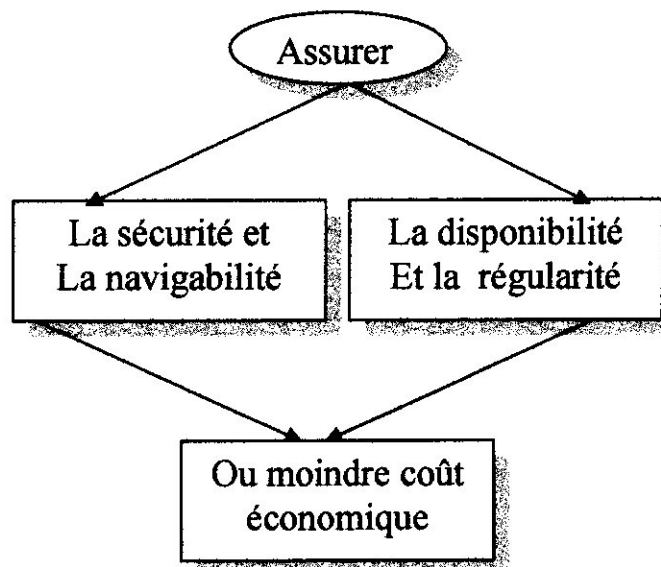 Assurer
La sécurité et
La navigabilité
La disponibilité
Et la régularité
Ou moindre coût
économique